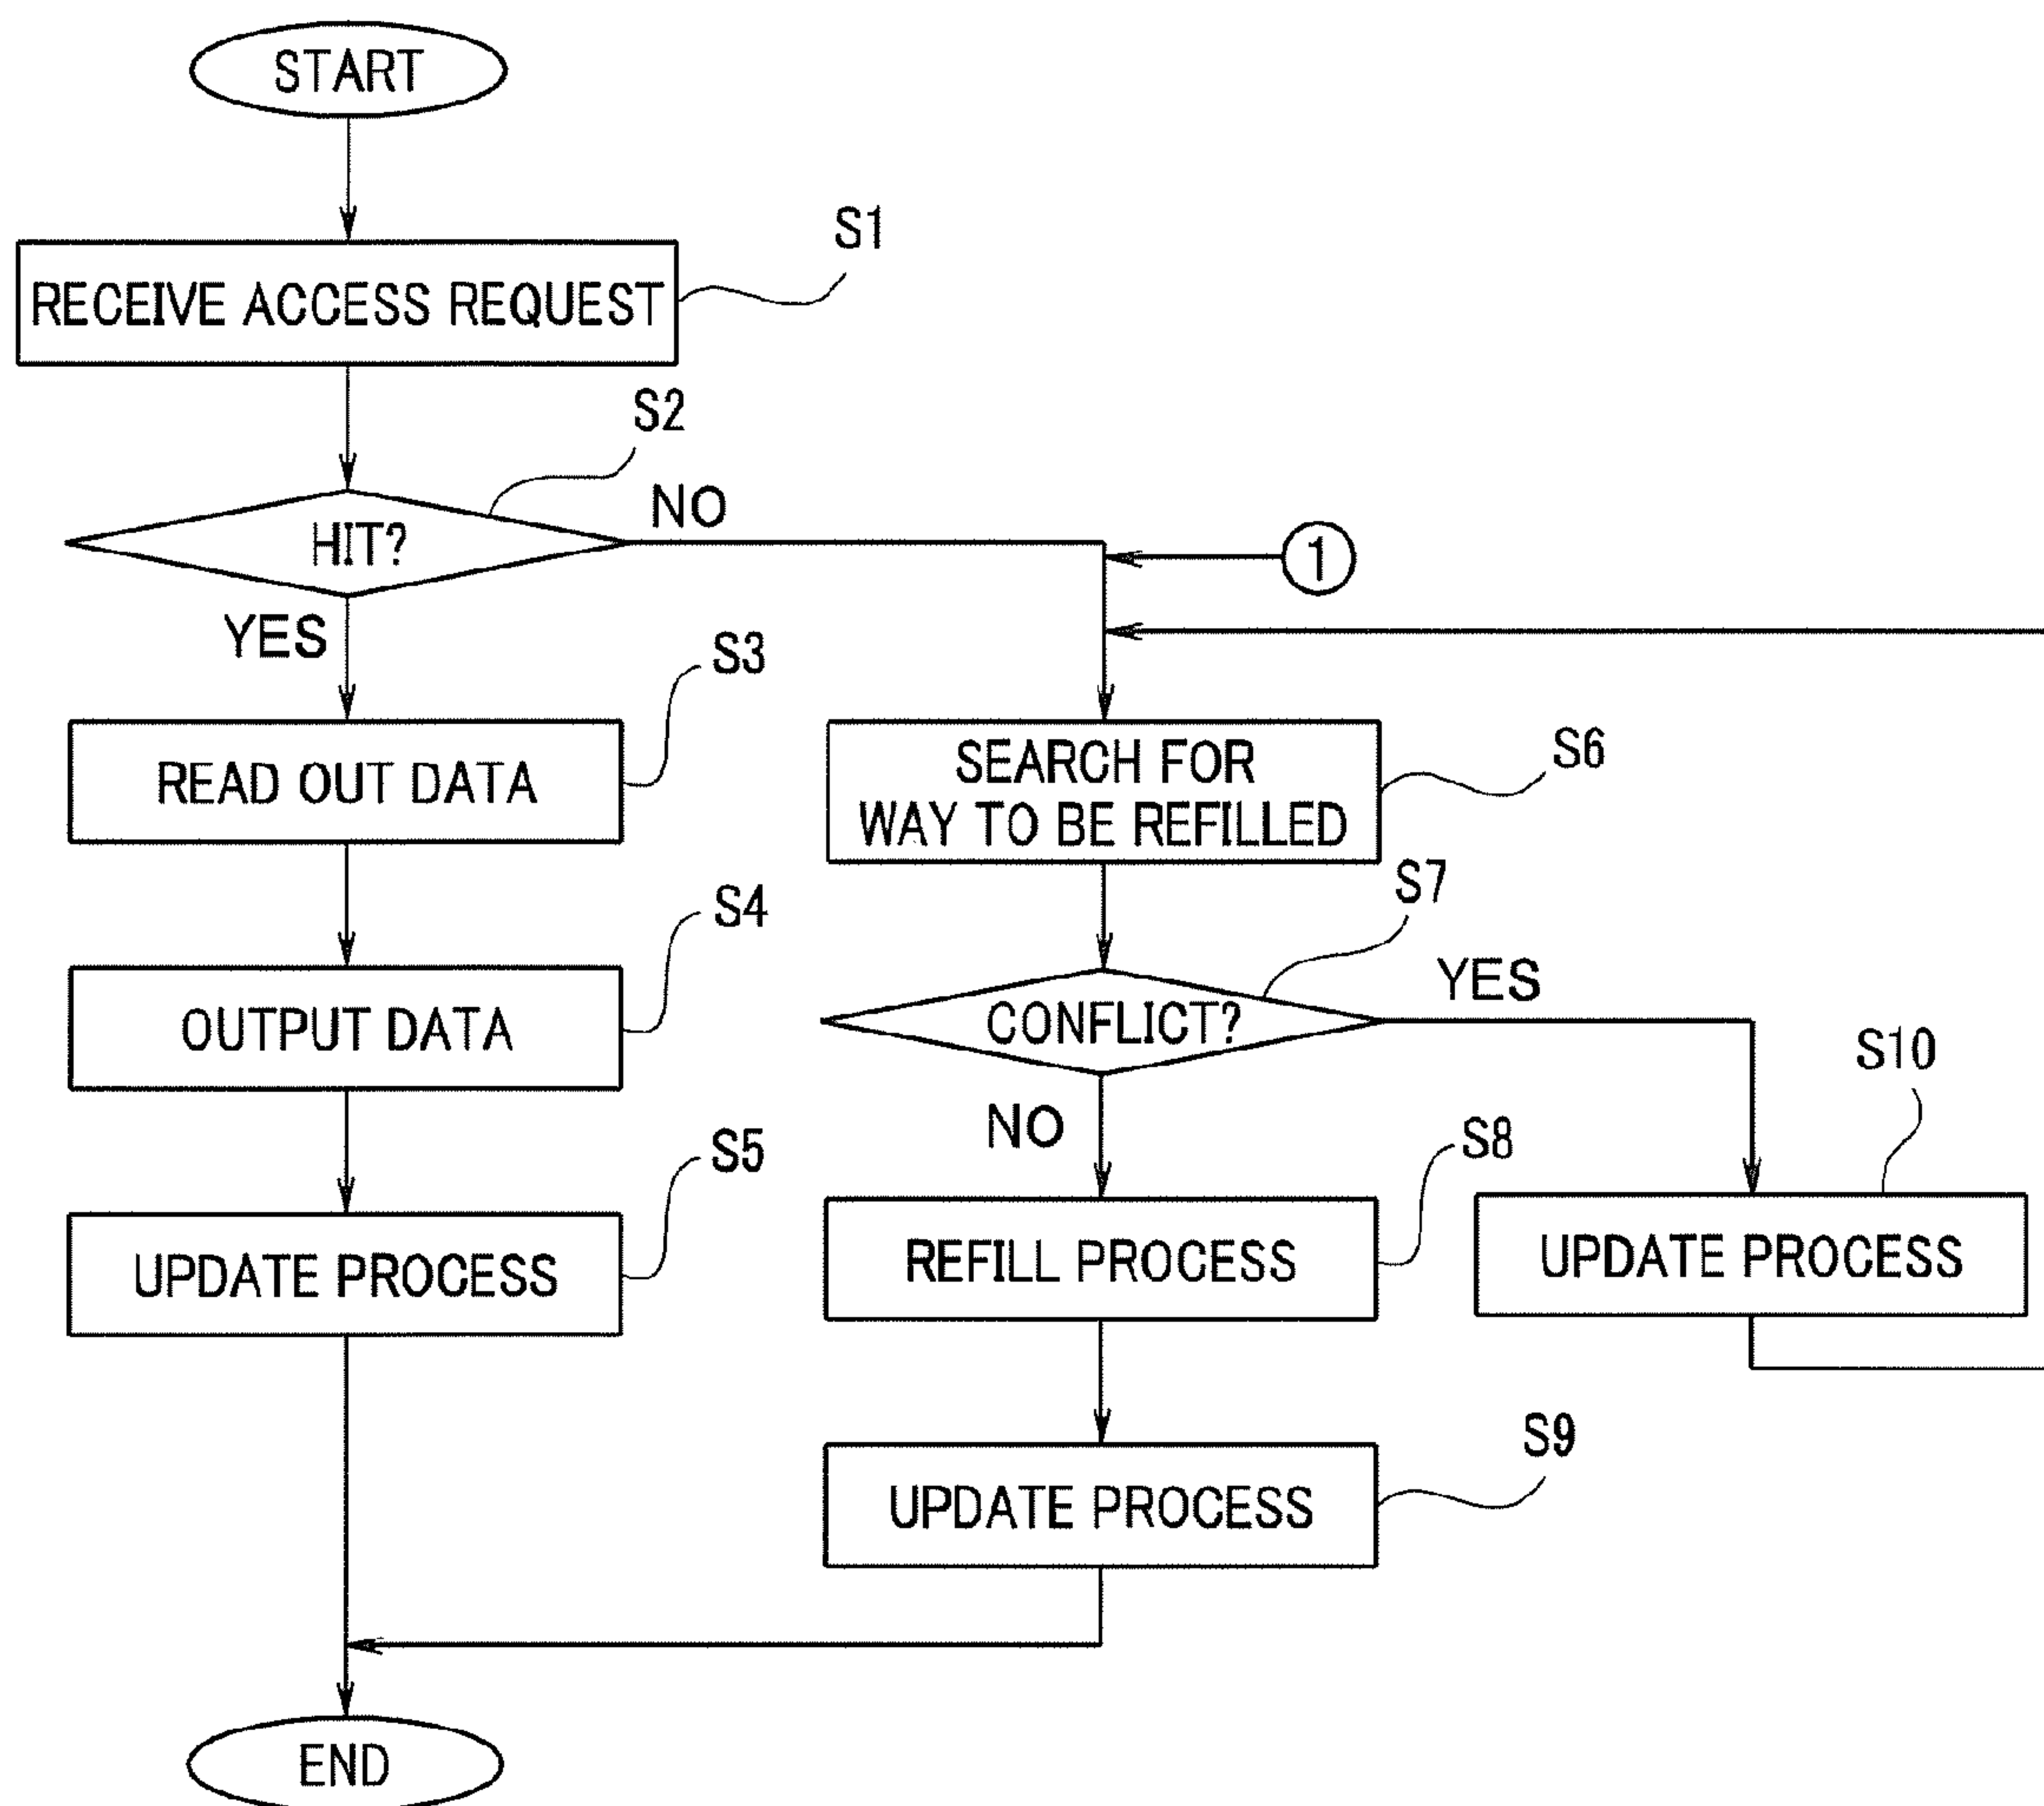 START
S1
RECEIVE ACCESS REQUEST
S2
HIT?
NO
1
YES
S3
READ OUT DATA
S6
SEARCH FOR
WAY TO BE REFILLED
S4
OUTPUT DATA
S7
CONFLICT?
YES
S10
NO
S5
UPDATE PROCESS
S8
REFILL PROCESS
UPDATE PROCESS
S9
UPDATE PROCESS
END